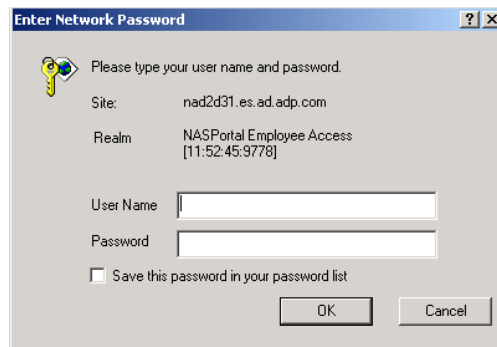 Enter Network Password
Please type your user name and password.
Site: nad2d31.es.ad.adp.com
Realm NASPortal Employee Access
[11:52:45:9778]
User Name
Password
Save this password in your password list
OK Cancel